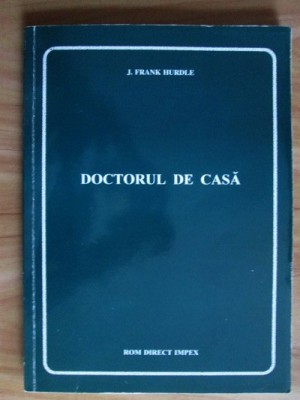 J. FRANK HURDLE
DOCTORUL DE CASĂ
ROM DIRECT IMPEX